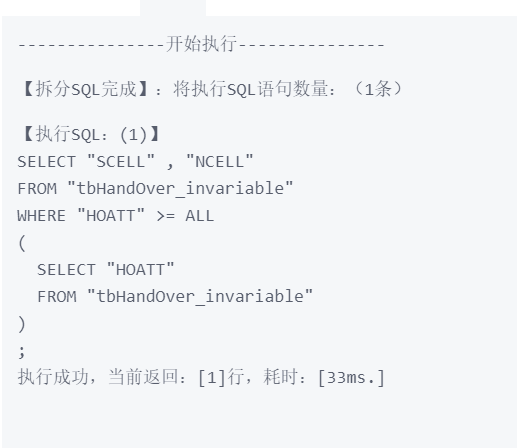 ---------------开始执行---------------
【拆分SQL完成】：将执行SQL语句数量：（1条）
【执行SQL：(1)】
SELECT "SCELL" , "NCELL"
FROM "tbHandOver_invariable"
WHERE "HOATT" >= ALL
(
  SELECT "HOATT"
  FROM "tbHandOver_invariable"
)
;
执行成功，当前返回：[1]行，耗时：[33ms.]